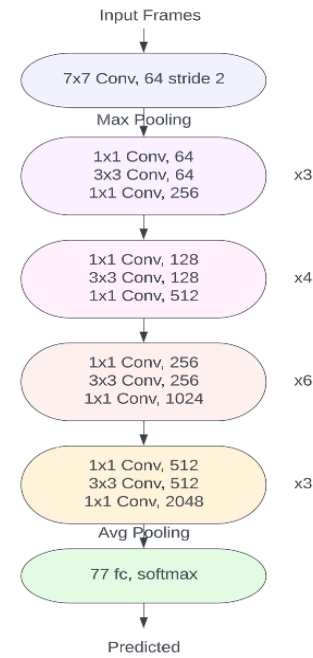 Input Frames
7x7 Conv, 64 stride 2
Max Pooling
1x1 Conv, 64
3x3 Conv, 64
1x1 Conv, 256
x3
1x1 Conv, 128
3x3 Conv, 128
1x1 Conv, 512
x4
1x1 Conv, 256
3x3 Conv, 256
1x1 Conv, 1024
x6
1x1 Conv, 512
3x3 Conv, 512
1x1 Conv, 2048
x3
Avg Pooling
77 fc, softmax
Predicted